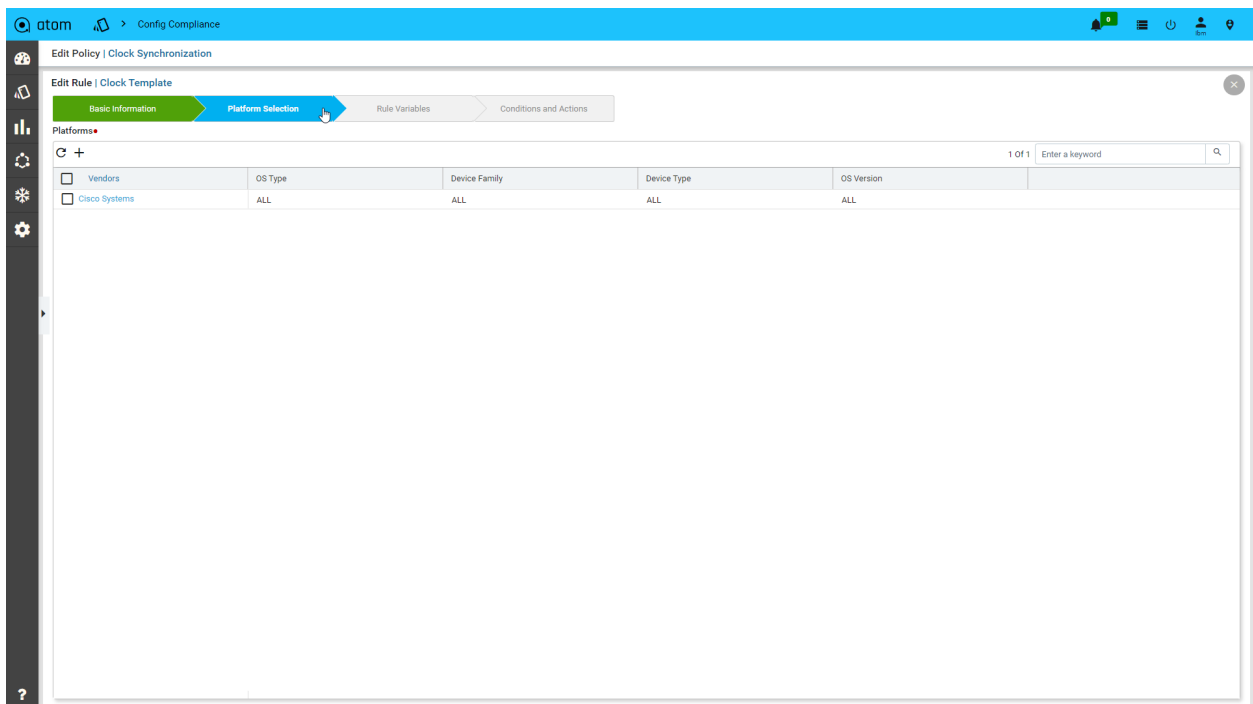 atom > Config Compliance 0 ibm
Edit Policy | Clock Synchronization
Edit Rule | Clock Template
Basic Information Platform Selection Rule Variables Conditions and Actions
Platforms
1 Of 1 Enter a keyword
Vendors OS Type Device Family Device Type OS Version
Cisco Systems ALL ALL ALL ALL
?